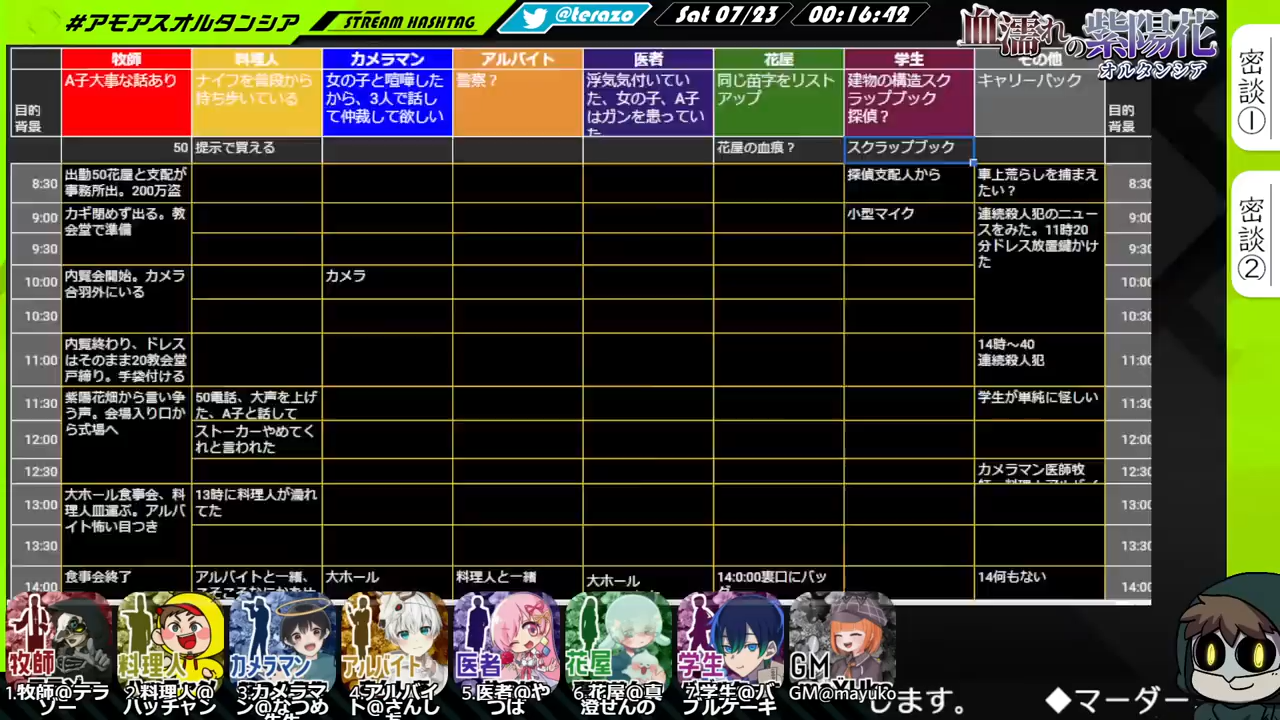 #アモアスオルタンシア
STREAM HASHTAG
@terazo
Sat 07/23
00:16:42
血濡れの紫陽花
オルタンシア
牧師
料理人
カメラマン
アルバイト
医者
花屋
学生
その他
目的
背景
A子大事な話あり
ナイフを普段から
持ち歩いている
女の子と喧嘩した
から、3人で話し
て仲裁して欲しい
警察?
浮気気付いてい
た、女の子、A子
はガンを患ってい
た
同じ苗字をリスト
アップ
建物の構造スク
ラップブック
探偵?
キャリーバック
目的
背景
50
提示で買える
花屋の血痕?
スクラップブック
8:30
出勤50花屋と支配が
事務所出。200万盗
探偵支配人から
車上荒らしを捕まえ
たい?
8:30
9:00
カギ閉めず出る。教
会堂で準備
小型マイク
連続殺人犯のニュー
スをみた。11時20
分ドレス放置鍵かけ
た
9:00
9:30
9:30
10:00
内覧会開始。カメラ
合羽外にいる
カメラ
10:00
10:30
10:30
11:00
内覧終わり、ドレス
はそのまま20教会堂
戸締り。手袋付ける
14時～40
連続殺人犯
11:00
11:30
紫陽花畑から言い争
う声。会場入り口か
ら式場へ
50電話、大声を上げ
た、A子と話して
学生が単純に怪しい
11:30
12:00
ストーカーやめてく
れと言われた
12:00
12:30
カメラマン医師牧
12:30
13:00
大ホール食事会、料
理人皿運ぶ。アルバ
イト怖い目つき
13時に料理人が濡れ
てた
13:00
13:30
13:30
14:00
食事会終了
アルバイトと一緒、
大ホール
料理人と一緒
大ホール
14:0:00裏口にバッ
14何もない
14:00
密談①
密談②
牧師
料理人
カメラマン
アルバイト
医者
花屋
学生
GM
1.牧師@テラ
ゾー
2.料理人@
ハッチャン
3.カメラマ
ン@なつめ
先生
4.アルバイ
ト@さんし
5.医者@や
つは
6.花屋@真
澄せんの
7.学生@バ
ブルケーキ
GM@mayuko
します。 ◆マーダー